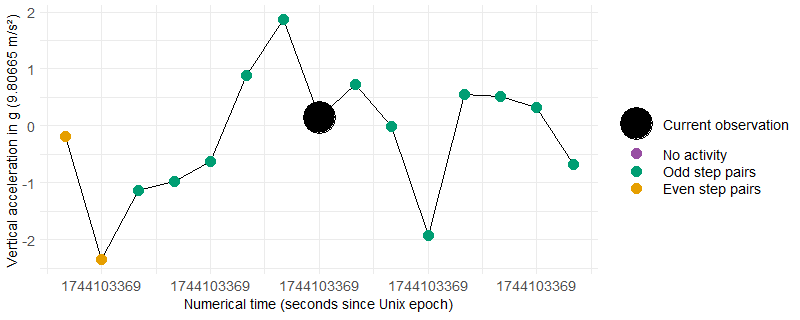 Vertical acceleration in g (9.80665 m/s²)
2
1
0
-1
-2
1744103369 1744103369 1744103369 1744103369 1744103369
Numerical time (seconds since Unix epoch)
Current observation
No activity
Odd step pairs
Even step pairs